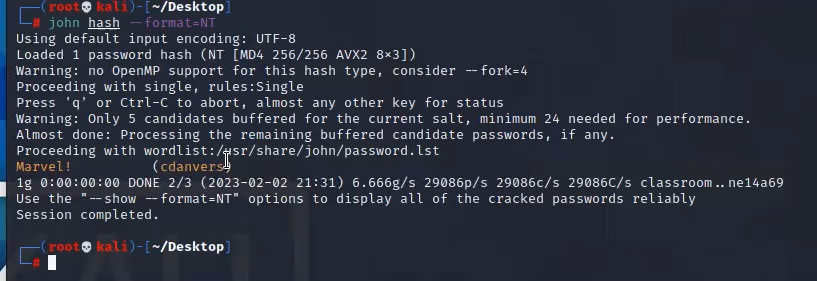 (root💀kali)-[~/Desktop]
# john hash --format=NT
Using default input encoding: UTF-8
Loaded 1 password hash (NT [MD4 256/256 AVX2 8×3])
Warning: no OpenMP support for this hash type, consider --fork=4
Proceeding with single, rules:Single
Press 'q' or Ctrl-C to abort, almost any other key for status
Warning: Only 5 candidates buffered for the current salt, minimum 24 needed for performance.
Almost done: Processing the remaining buffered candidate passwords, if any.
Proceeding with wordlist:/usr/share/john/password.lst
Marvel! (cdanvers)
1g 0:00:00:00 DONE 2/3 (2023-02-02 21:31) 6.666g/s 29086p/s 29086c/s 29086C/s classroom..ne14a69
Use the "--show --format=NT" options to display all of the cracked passwords reliably
Session completed.
(root💀kali)-[~/Desktop]
#